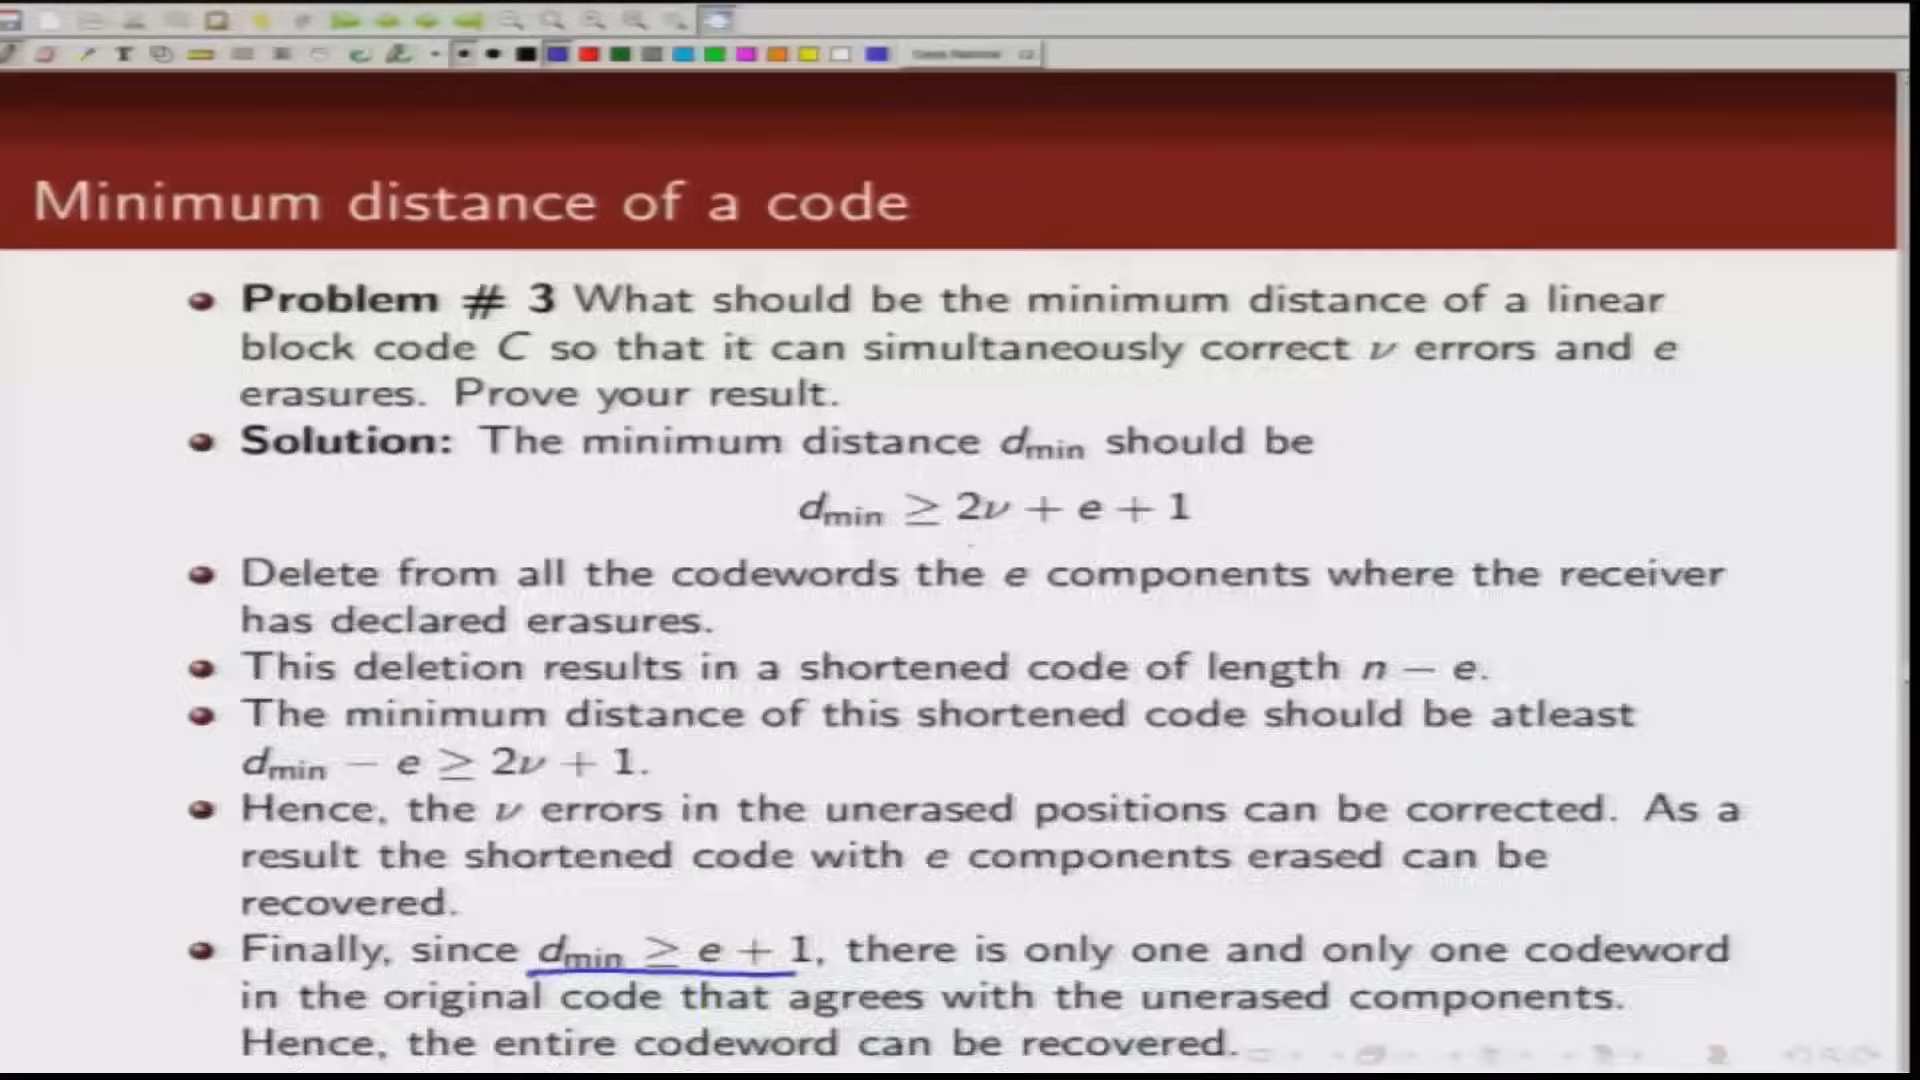 Minimum distance of a code
Problem # 3 What should be the minimum distance of a linear
block code C so that it can simultaneously correct ν errors and e
erasures. Prove your result.
Solution: The minimum distance dmin should be
dmin ≥ 2ν + e + 1
Delete from all the codewords the e components where the receiver
has declared erasures.
This deletion results in a shortened code of length n − e.
The minimum distance of this shortened code should be atleast
dmin − e ≥ 2ν + 1.
Hence, the ν errors in the unerased positions can be corrected. As a
result the shortened code with e components erased can be
recovered.
Finally, since dmin ≥ e + 1, there is only one and only one codeword
in the original code that agrees with the unerased components.
Hence, the entire codeword can be recovered.